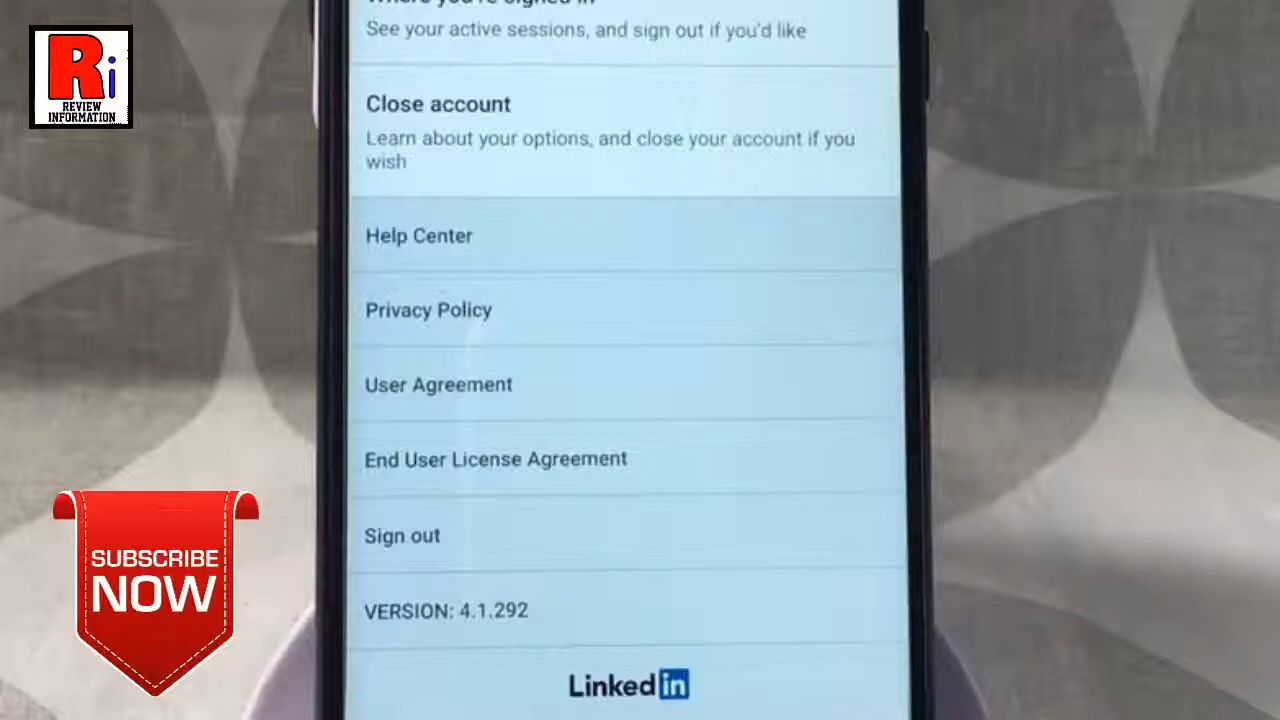 Ri
REVIEW
INFORMATION
Where you're signed in
See your active sessions, and sign out if you'd like
Close account
Learn about your options, and close your account if you
wish
Help Center
Privacy Policy
User Agreement
End User License Agreement
Sign out
VERSION: 4.1.292
Linkedin
SUBSCRIBE
NOW